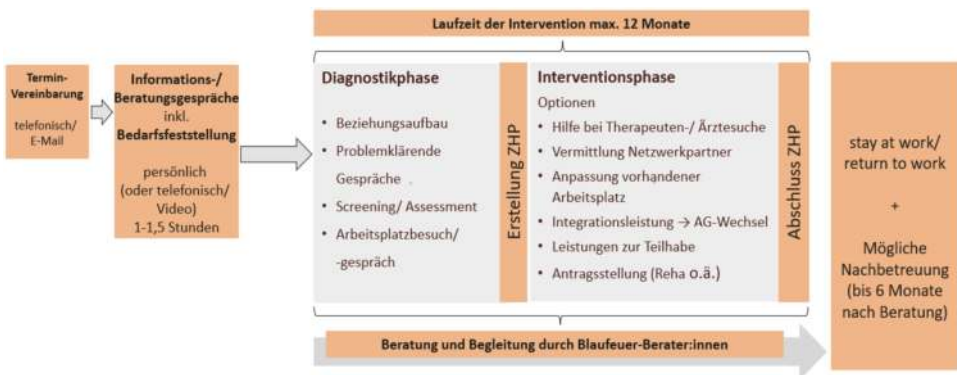 Laufzeit der Intervention max. 12 Monate
Termin-
Vereinbarung
telefonisch/
E-Mail
Informations-/
Beratungsgespräche
inkl.
Bedarfsfeststellung
persönlich
(oder telefonisch/
Video)
1-1,5 Stunden
Diagnostikphase
• Beziehungsaufbau
• Problemklärende
Gespräche .
• Screening/ Assessment
• Arbeitsplatzbesuch/
-gespräch
Erstellung ZHP
Interventionsphase
Optionen
• Hilfe bei Therapeuten-/ Ärztesuche
• Vermittlung Netzwerkpartner
• Anpassung vorhandener
Arbeitsplatz
• Integrationsleistung → AG-Wechsel
• Leistungen zur Teilhabe
• Antragsstellung (Reha o.ä.)
Abschluss ZHP
stay at work/
return to work
+
Mögliche
Nachbetreuung
(bis 6 Monate
nach Beratung)
Beratung und Begleitung durch Blaufeuer-Berater:innen